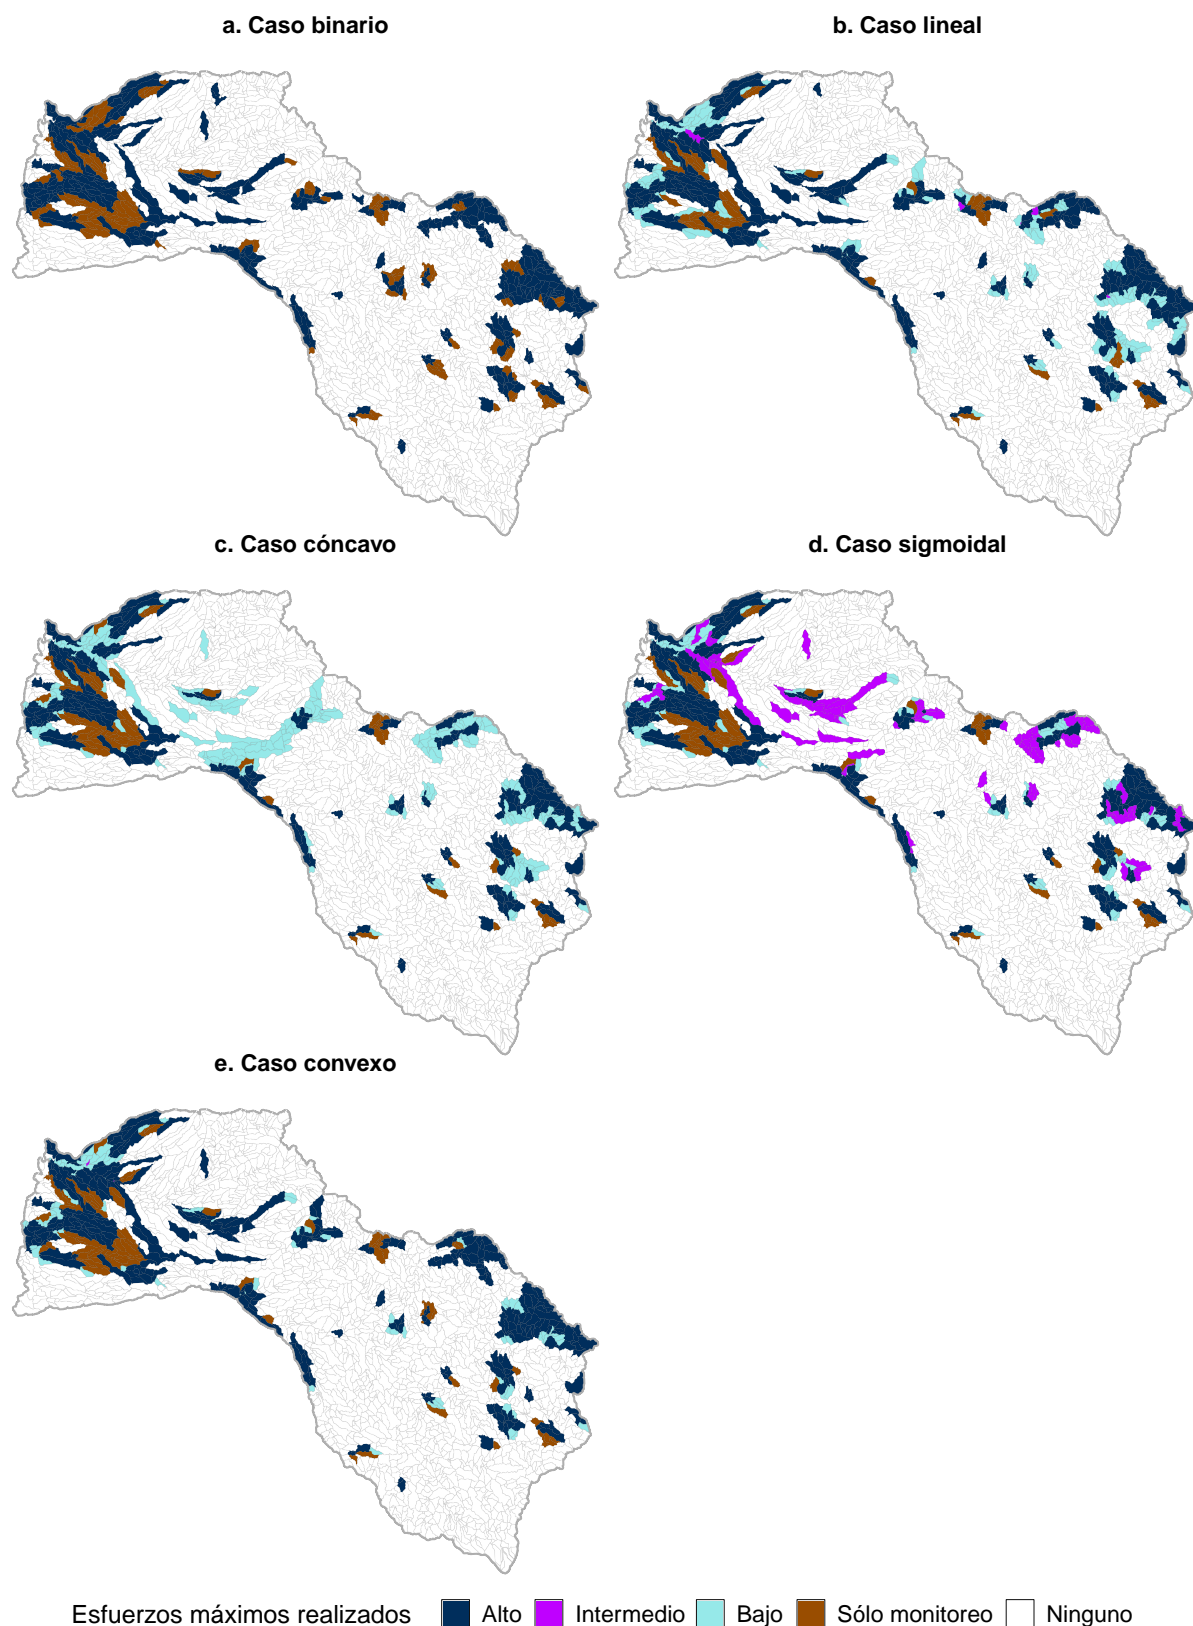 a. Caso binario
b. Caso lineal
c. Caso cóncavo
d. Caso sigmoidal
e. Caso convexo
Esfuerzos máximos realizados Alto Intermedio Bajo Sólo monitoreo Ninguno